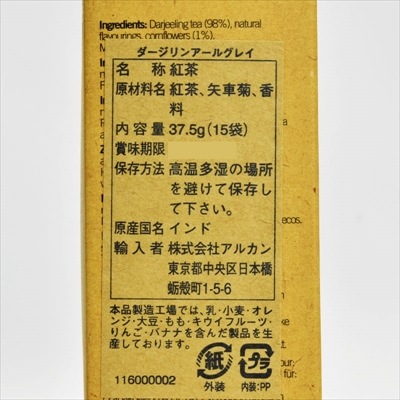 Ingredients: Darjeeling tea (98%), natural
flavourings, cornflowers (1%).
ダージリンアールグレイ
名 称 紅茶
原材料名 紅茶、矢車菊、香
料
内 容 量 37.5g(15袋)
賞味期限
保存方法 高温多湿の場所
を避けて保存し
て下さい。
原産国名 インド
輸 入 者 株式会社アルカン
東京都中央区日本橋
蛎殻町1-5-6
本品製造工場では、乳・小麦・オレ
ンジ・大豆・もも・キウイフルーツ・
りんご・バナナを含んだ製品を生
産しております。
紙 プラ
116000002 外装 内装:PP